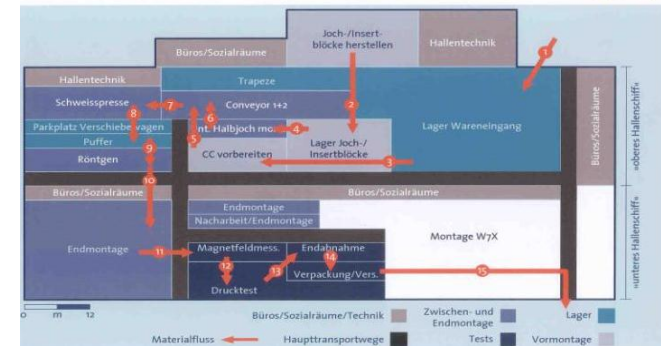 Joch-/Insert-
blöcke herstellen
Hallentechnik
Büros/Sozialräume
1
Hallentechnik
Trapeze
Schweisspresse
7
6
Conveyor 1+2
2
Lager Wareneingang
8
Parkplatz Verschiebewagen
5
nt. Halbjoch mo
4
Puffer
9
CC vorbereiten
Lager Joch-/
Insertblöcke
Röntgen
3
10
Büros/Sozialräume
»oberes Hallenschiff«
Büros/Sozialräume
Büros/Sozialräume
Endmontage
Nacharbeit/Endmontage
Montage W7X
Endmontage
11
Magnetfeldmess.
Endabnahme
12
13
14
Verpackung/Vers.
15
Drucktest
»unteres Hallenschiff«
0 m 12
Büros/Sozialräume/Technik
Zwischen- und
Endmontage
Lager
Materialfluss
Haupttransportwege
Tests
Vormontage